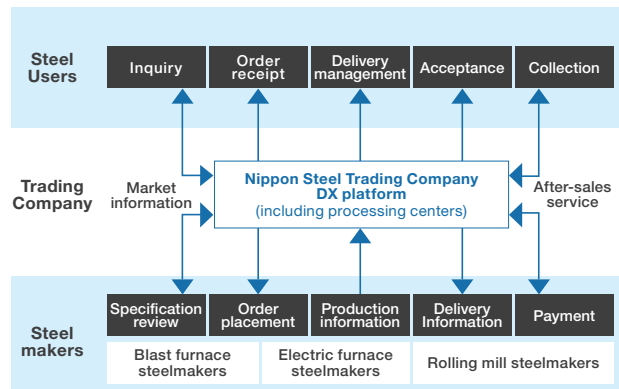 Steel
Users
Inquiry
Order
receipt
Delivery
management
Acceptance
Collection
Trading
Company
Market
information
Nippon Steel Trading Company
DX platform
(including processing centers)
After-sales
service
Steel
makers
Specification
review
Order
placement
Production
information
Delivery
Information
Payment
Blast furnace
steelmakers
Electric furnace
steelmakers
Rolling mill steelmakers